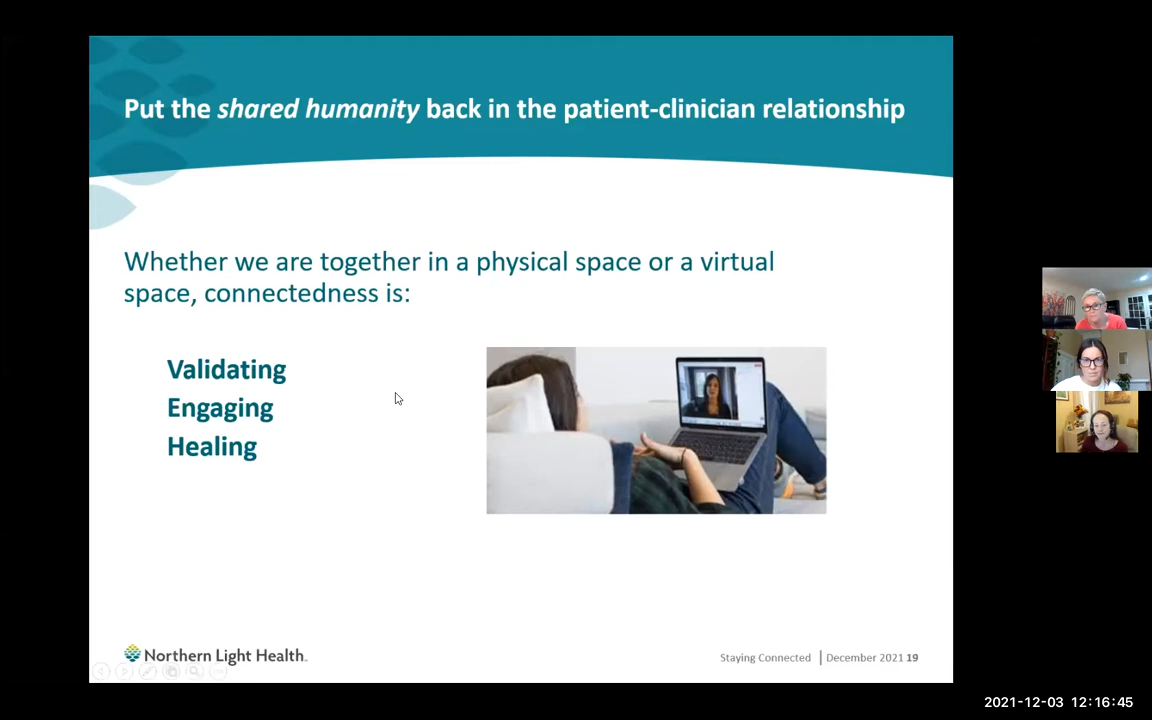 Put the shared humanity back in the patient-clinician relationship
Whether we are together in a physical space or a virtual
space, connectedness is:
Validating
Engaging
Healing
Northern Light Health.
Staying Connected | December 2021 19
2021-12-03 12:16:45